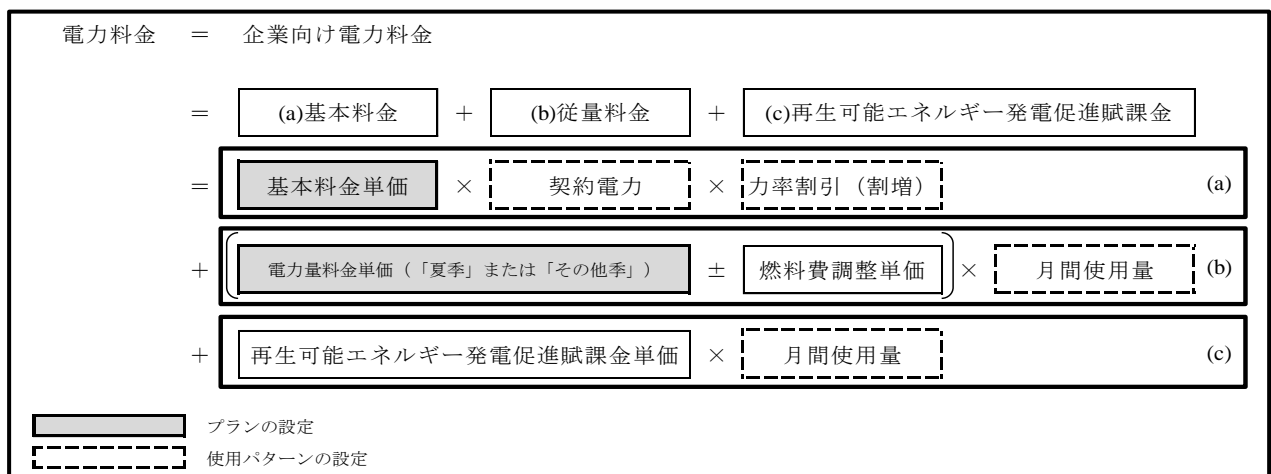 電力料金 ＝ 企業向け電力料金
＝ (a)基本料金 ＋ (b)従量料金 ＋ (c)再生可能エネルギー発電促進賦課金
＝ 基本料金単価 × 契約電力 × 力率割引（割増） (a)
＋ ( 電力量料金単価（「夏季」または「その他季」） ± 燃料費調整単価 ) × 月間使用量 (b)
＋ 再生可能エネルギー発電促進賦課金単価 × 月間使用量 (c)
プランの設定
使用パターンの設定